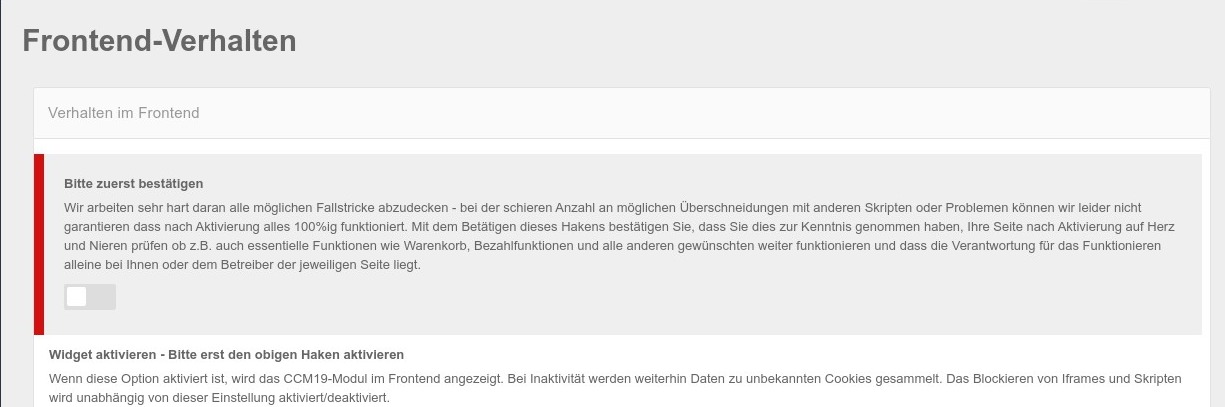 Frontend-Verhalten
Verhalten im Frontend
Bitte zuerst bestätigen
Wir arbeiten sehr hart daran alle möglichen Fallstricke abzudecken - bei der schieren Anzahl an möglichen Überschneidungen mit anderen Skripten oder Problemen können wir leider nicht
garantieren dass nach Aktivierung alles 100%ig funktioniert. Mit dem Betätigen dieses Hakens bestätigen Sie, dass Sie dies zur Kenntnis genommen haben, Ihre Seite nach Aktivierung auf Herz
und Nieren prüfen ob z.B. auch essentielle Funktionen wie Warenkorb, Bezahlfunktionen und alle anderen gewünschten weiter funktionieren und dass die Verantwortung für das Funktionieren
alleine bei Ihnen oder dem Betreiber der jeweiligen Seite liegt.
Widget aktivieren - Bitte erst den obigen Haken aktivieren
Wenn diese Option aktiviert ist, wird das CCM19-Modul im Frontend angezeigt. Bei Inaktivität werden weiterhin Daten zu unbekannten Cookies gesammelt. Das Blockieren von Iframes und Skripten
wird unabhängig von dieser Einstellung aktiviert/deaktiviert.